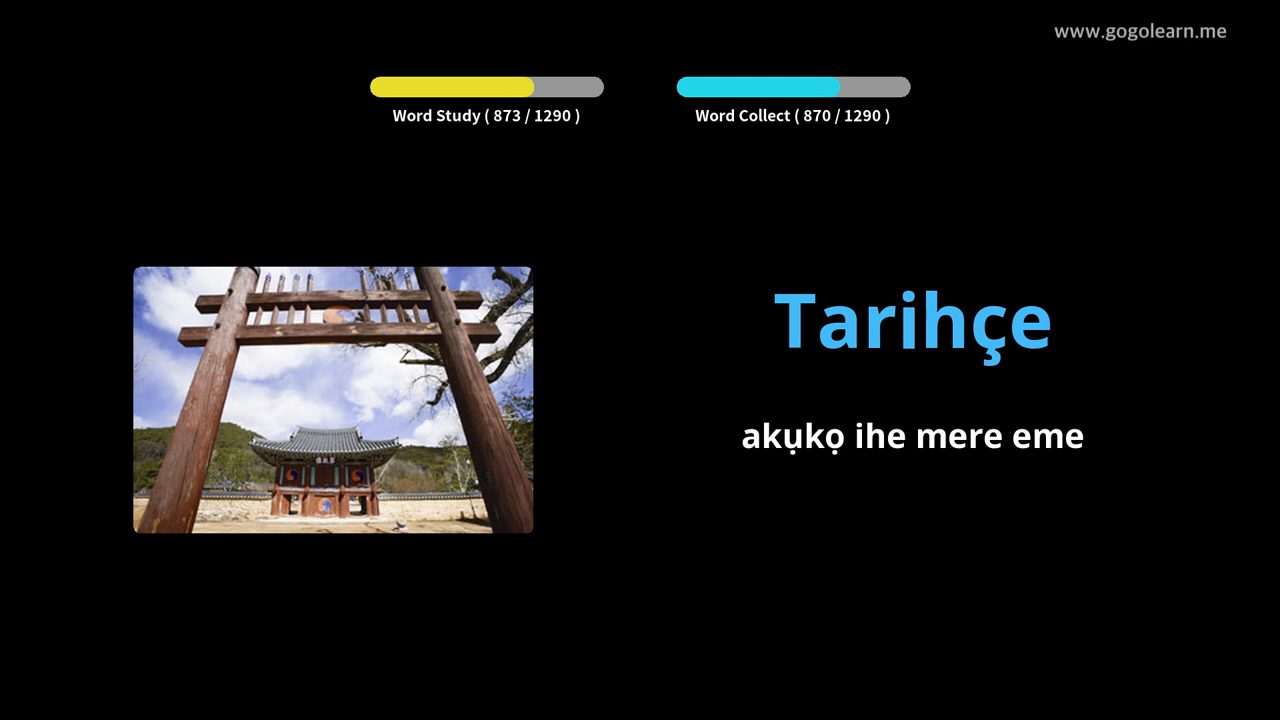 www.gogolearn.me
Word Study ( 873 / 1290 )
Word Collect ( 870 / 1290 )
Tarihçe
akụkọ ihe mere eme